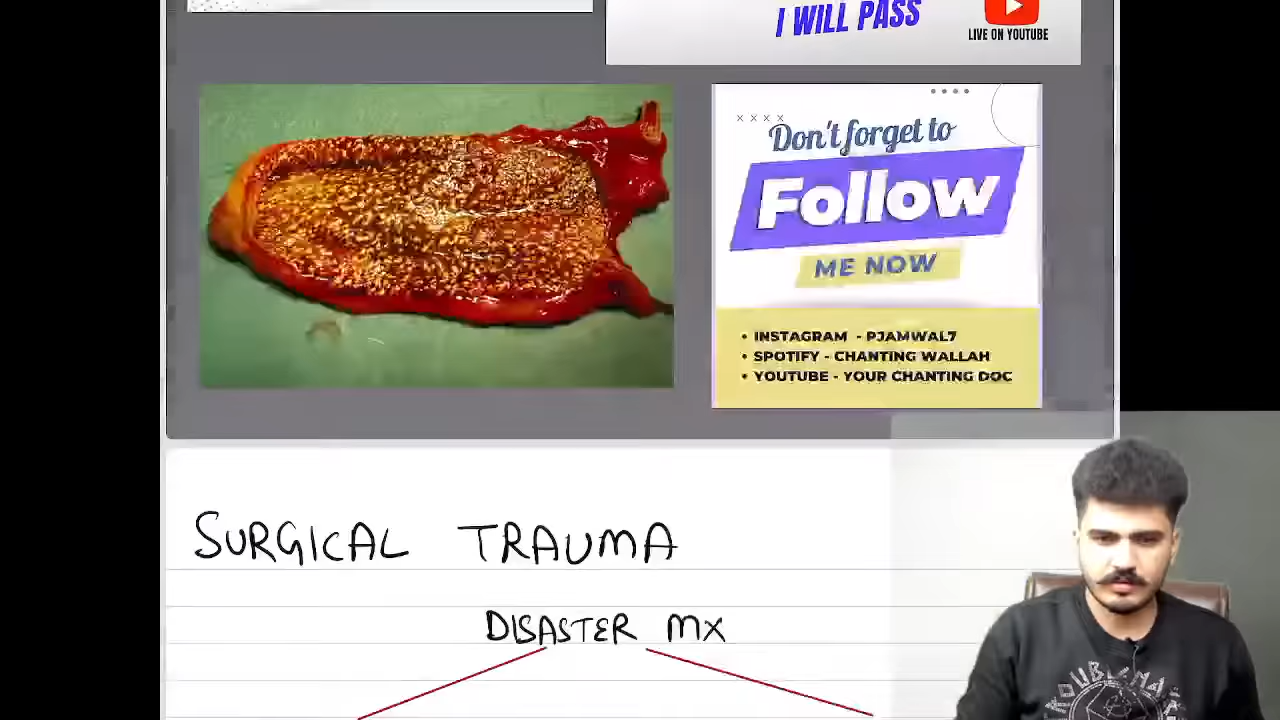 I WILL PASS
LIVE ON YOUTUBE
Don't forget to
Follow
ME NOW
• INSTAGRAM - PJAMWAL7
• SPOTIFY - CHANTING WALLAH
• YOUTUBE - YOUR CHANTING DOC
SURGICAL TRAUMA
DISASTER MX